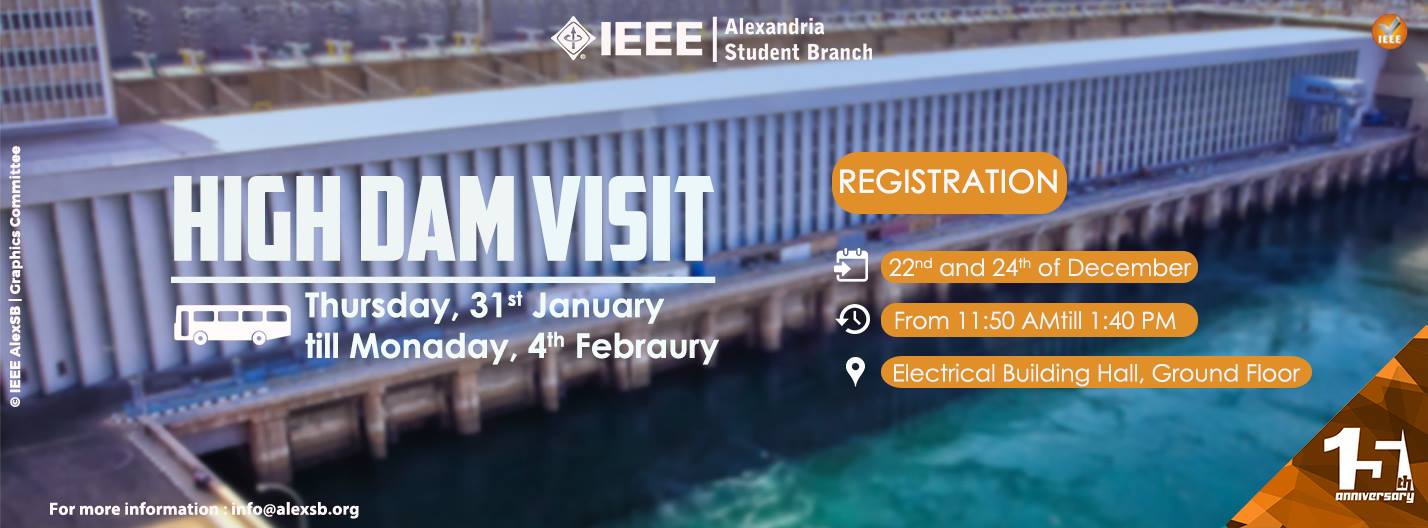 IEEE
Alexandria
Student Branch
IEEE
© IEEE AlexSB | Graphics Committee
HIGH DAM VISIT
Thursday, 31st January
till Monaday, 4th Febraury
REGISTRATION
22nd and 24th of December
From 11:50 AMtill 1:40 PM
Electrical Building Hall, Ground Floor
15th
anniversary
For more information : info@alexsb.org